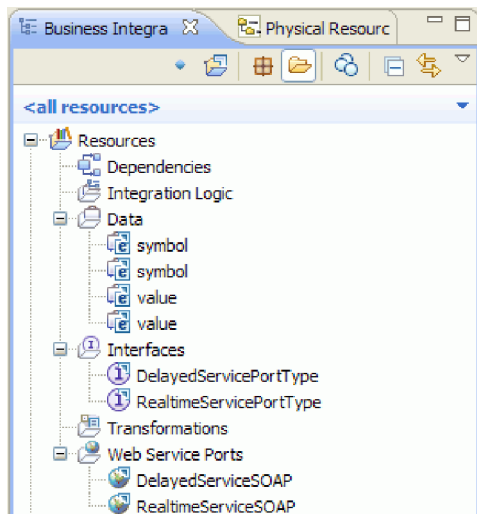 Business Integra
Physical Resourc
<all resources>
Resources
Dependencies
Integration Logic
Data
symbol
symbol
value
value
Interfaces
DelayedServicePortType
RealtimeServicePortType
Transformations
Web Service Ports
DelayedServiceSOAP
RealtimeServiceSOAP